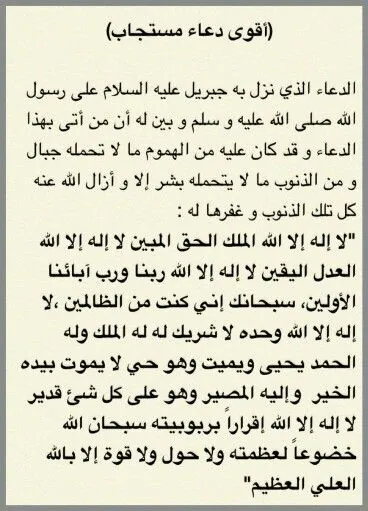 (أقوى دعاء مستجاب)
الدعاء الذي نزل به جبريل عليه السلام على رسول
الله صلى الله عليه و سلم و بين له أن من أتى بهذا
الدعاء و قد كان عليه من الهموم ما لا تحمله جبال
و من الذنوب ما لا يتحمله بشر إلا و أزال الله عنه
كل تلك الذنوب و غفرها له :
"لا إله إلا الله الملك الحق المبين لا إله إلا الله
العدل اليقين لا إله إلا الله ربنا ورب آبائنا
الأولين، سبحانك إني كنت من الظالمين ،لا
إله إلا الله وحده لا شريك له له الملك وله
الحمد يحيى ويميت وهو حي لا يموت بيده
الخير وإليه المصير وهو على كل شئ قدير
لا إله إلا الله إقراراً بربوبيته سبحان الله
خضوعاً لعظمته ولا حول ولا قوة إلا بالله
العلي العظيم"